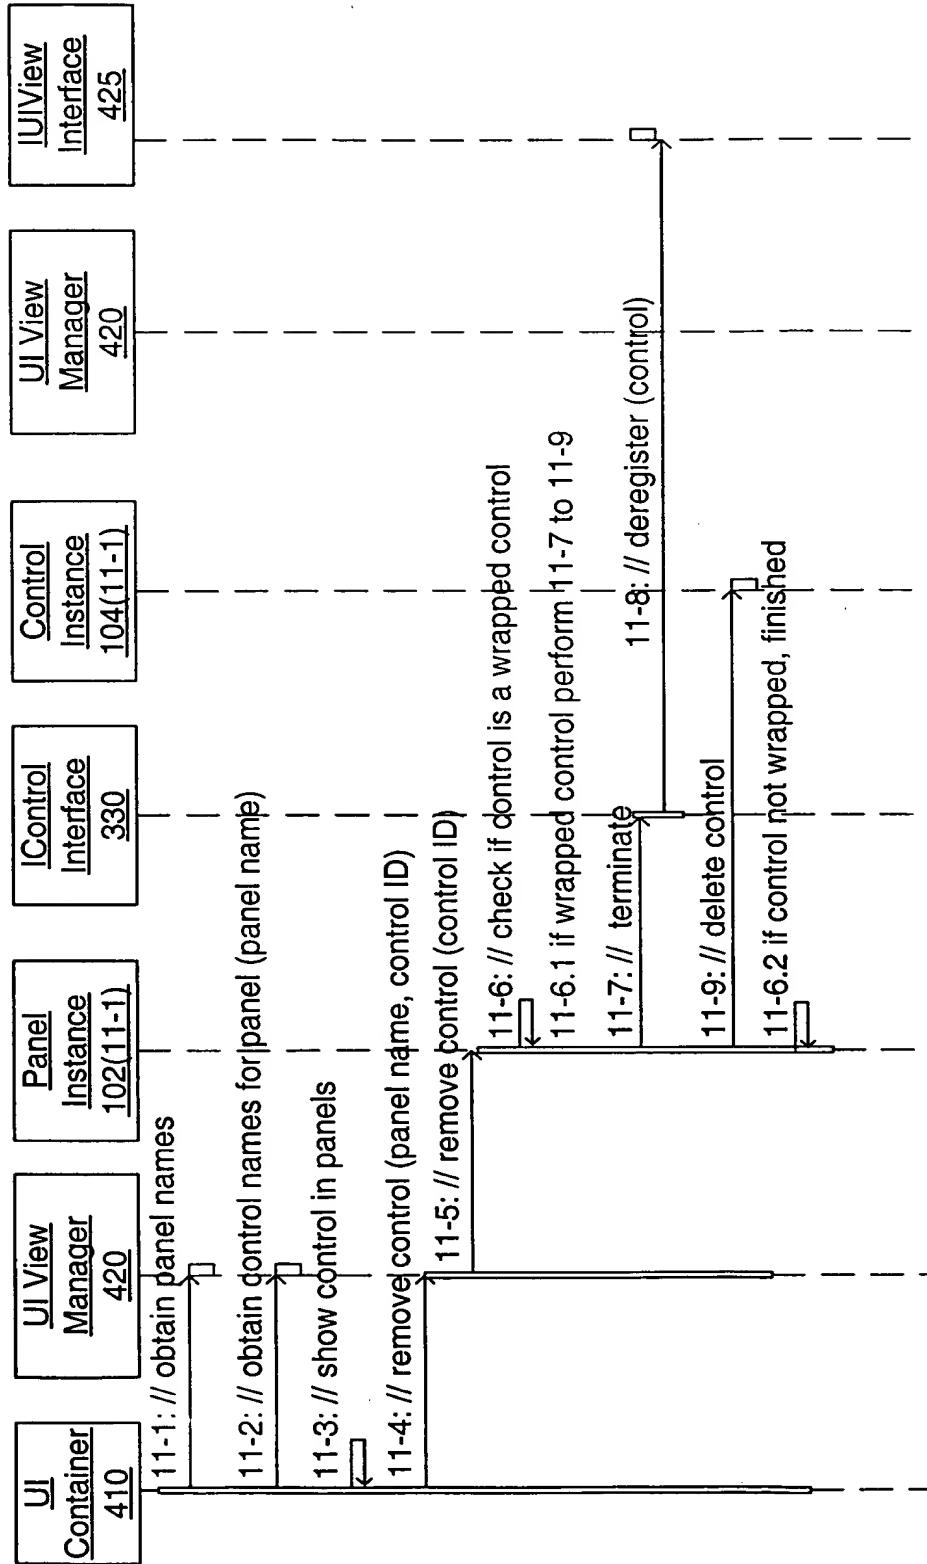 UI
Container
410
UI View
Manager
420
Panel
Instance
102(11-1)
IControl
Interface
330
Control
Instance
104(11-1)
UI View
Manager
420
IUIView
Interface
425
11-1: // obtain panel names
11-2: // obtain control names for panel (panel name)
11-3: // show control in panels
11-4: // remove control (panel name, control ID)
11-5: // remove control (control ID)
11-6: // check if control is a wrapped control
11-6.1 if wrapped control perform 11-7 to 11-9
11-7: // terminate
11-8: // deregister (control)
11-9: // delete control
11-6.2 if control not wrapped, finished